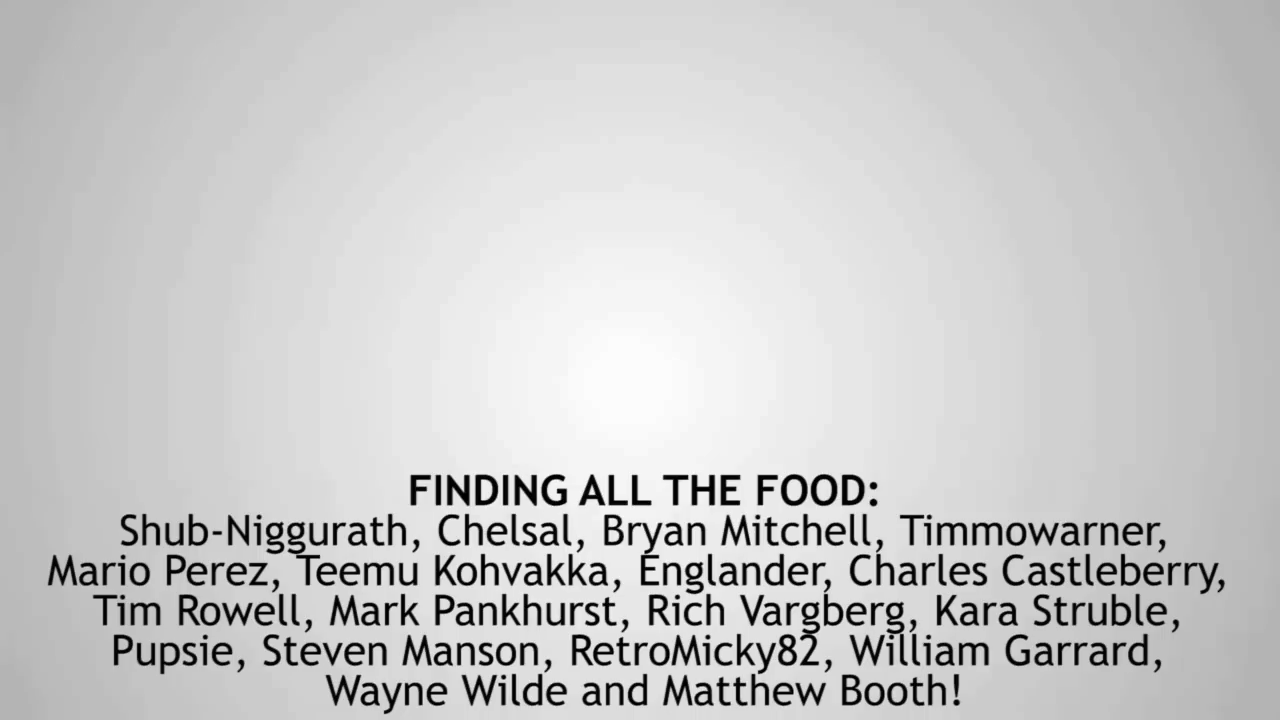 FINDING ALL THE FOOD:
Shub-Niggurath, Chelsal, Bryan Mitchell, Timmowarner,
Mario Perez, Teemu Kohvakka, Englander, Charles Castleberry,
Tim Rowell, Mark Pankhurst, Rich Vargberg, Kara Struble,
Pupsie, Steven Manson, RetroMicky82, William Garrard,
Wayne Wilde and Matthew Booth!